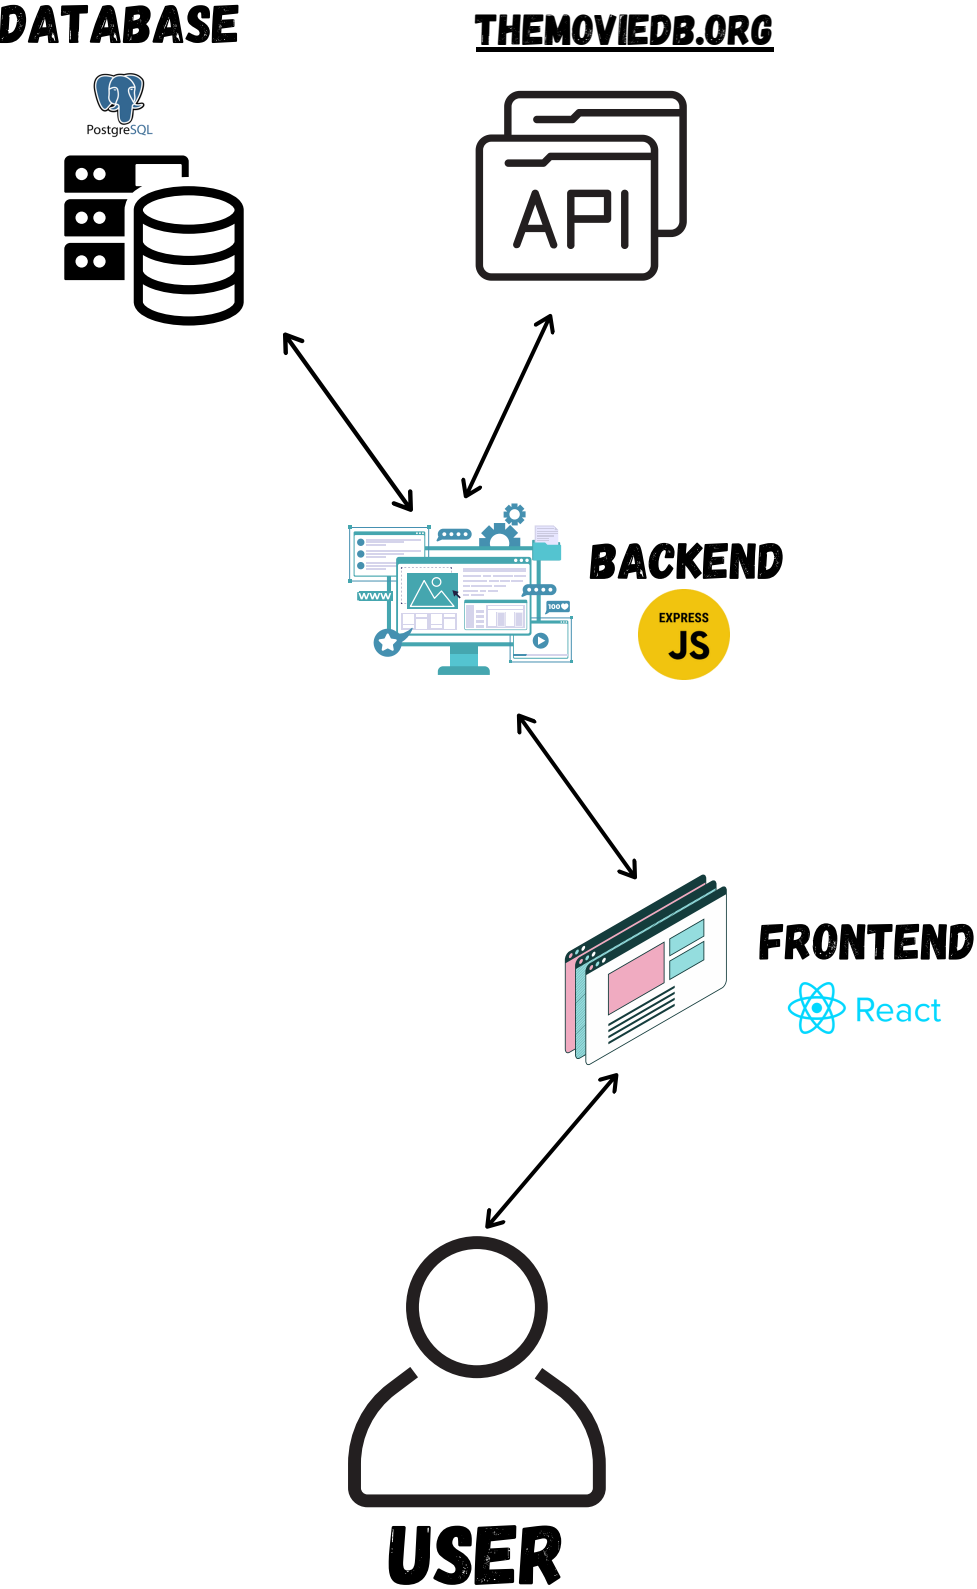 DATABASE
THEMOVIEDB.ORG
PostgreSQL
API
WWW
100
BACKEND
EXPRESS
JS
FRONTEND
React
USER